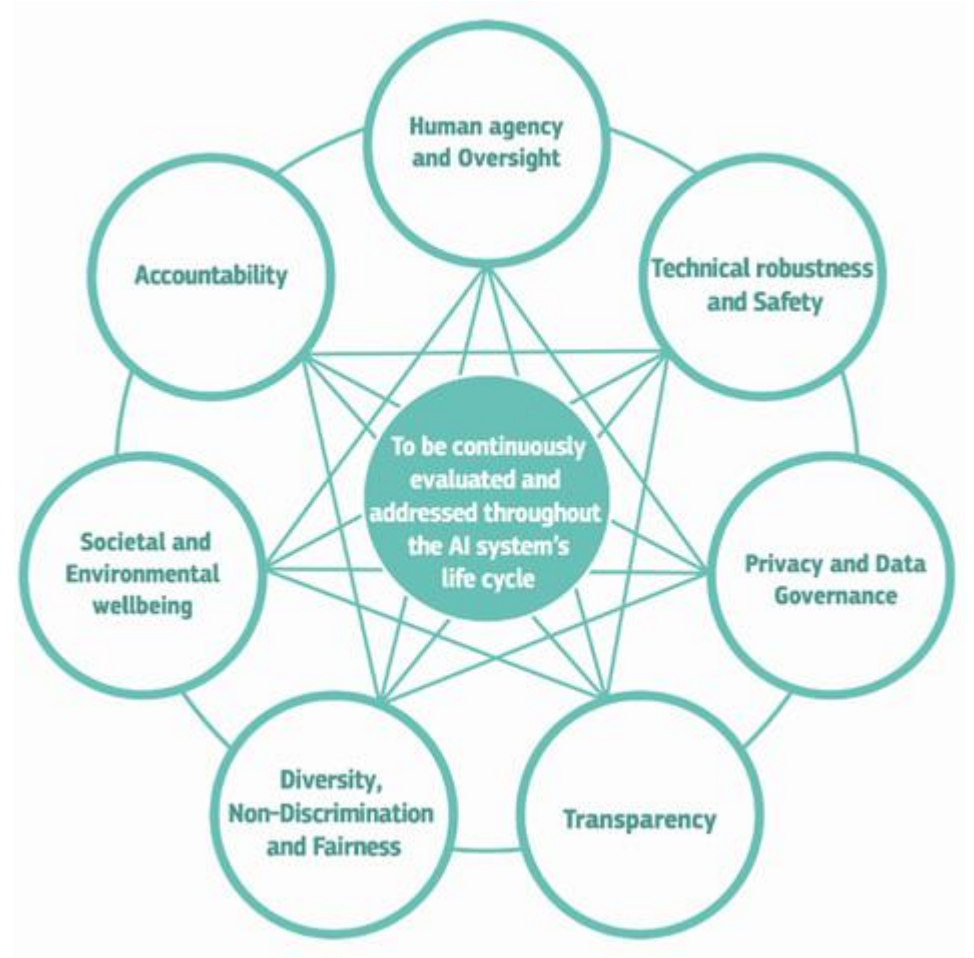 Human agency
and Oversight
Technical robustness
and Safety
Privacy and Data
Governance
Transparency
Diversity,
Non-Discrimination
and Fairness
Societal and
Environmental
wellbeing
Accountability
To be continuously
evaluated and
addressed throughout
the AI system's
life cycle